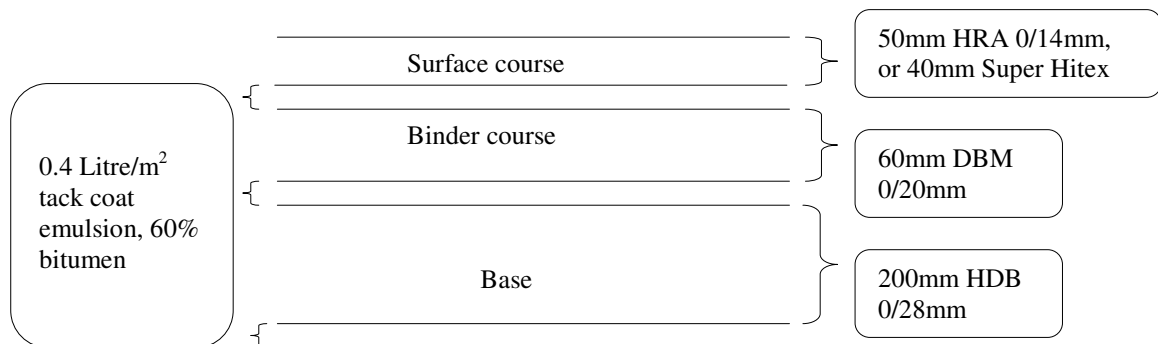 50mm HRA 0/14mm,
or 40mm Super Hitex
Surface course
Binder course
0.4 Litre/m²
tack coat
emulsion, 60%
bitumen
60mm DBM
0/20mm
Base
200mm HDB
0/28mm